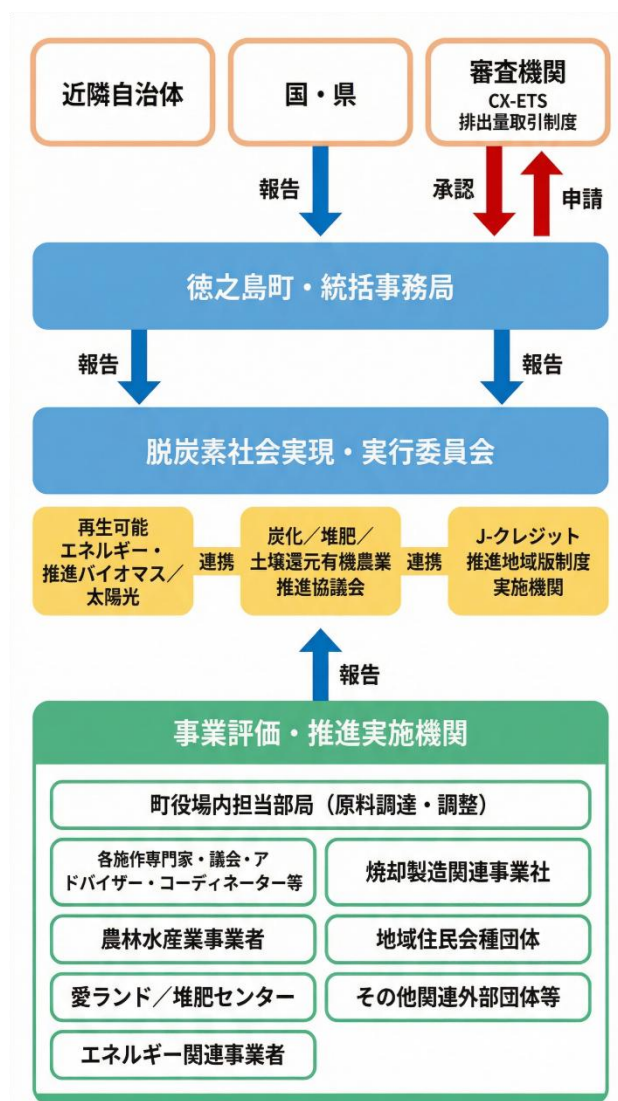 近隣自治体
国・県
審査機関
CX-ETS
排出量取引制度
報告
承認
申請
徳之島町・統括事務局
報告
報告
脱炭素社会実現・実行委員会
再生可能
エネルギー・
推進バイオマス／
太陽光
連携
炭化／堆肥／
土壌還元有機農業
推進協議会
連携
J-クレジット
推進地域版制度
実施機関
報告
事業評価・推進実施機関
町役場内担当部局（原料調達・調整）
各施作専門家・議会・ア
ドバイザー・コーディネーター等
焼却製造関連事業社
農林水産業事業者
地域住民会種団体
愛ランド／堆肥センター
その他関連外部団体等
エネルギー関連事業者